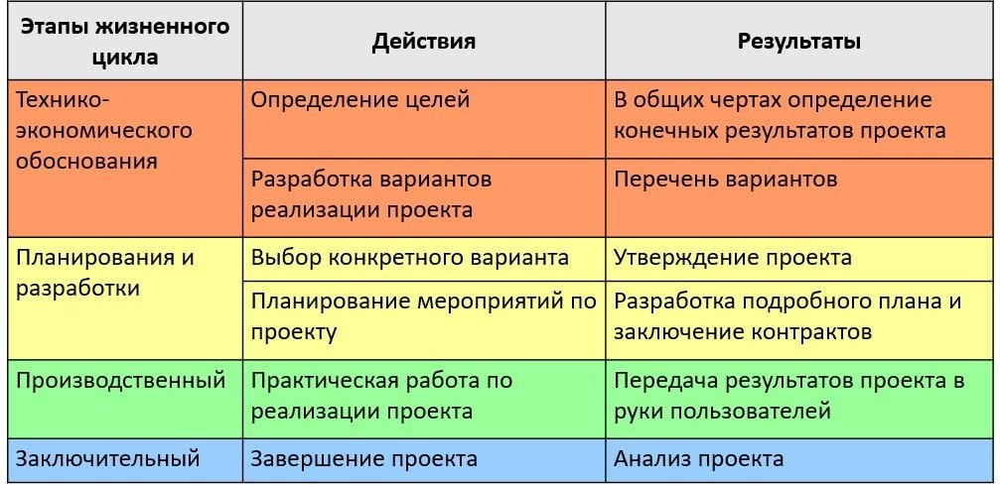 Этапы жизненного
цикла
Действия
Результаты
Технико-
экономического
обоснования
Определение целей
В общих чертах определение
конечных результатов проекта
Разработка вариантов
реализации проекта
Перечень вариантов
Планирования и
разработки
Выбор конкретного варианта
Утверждение проекта
Планирование мероприятий по
проекту
Разработка подробного плана и
заключение контрактов
Производственный
Практическая работа по
реализации проекта
Передача результатов проекта в
руки пользователей
Заключительный
Завершение проекта
Анализ проекта